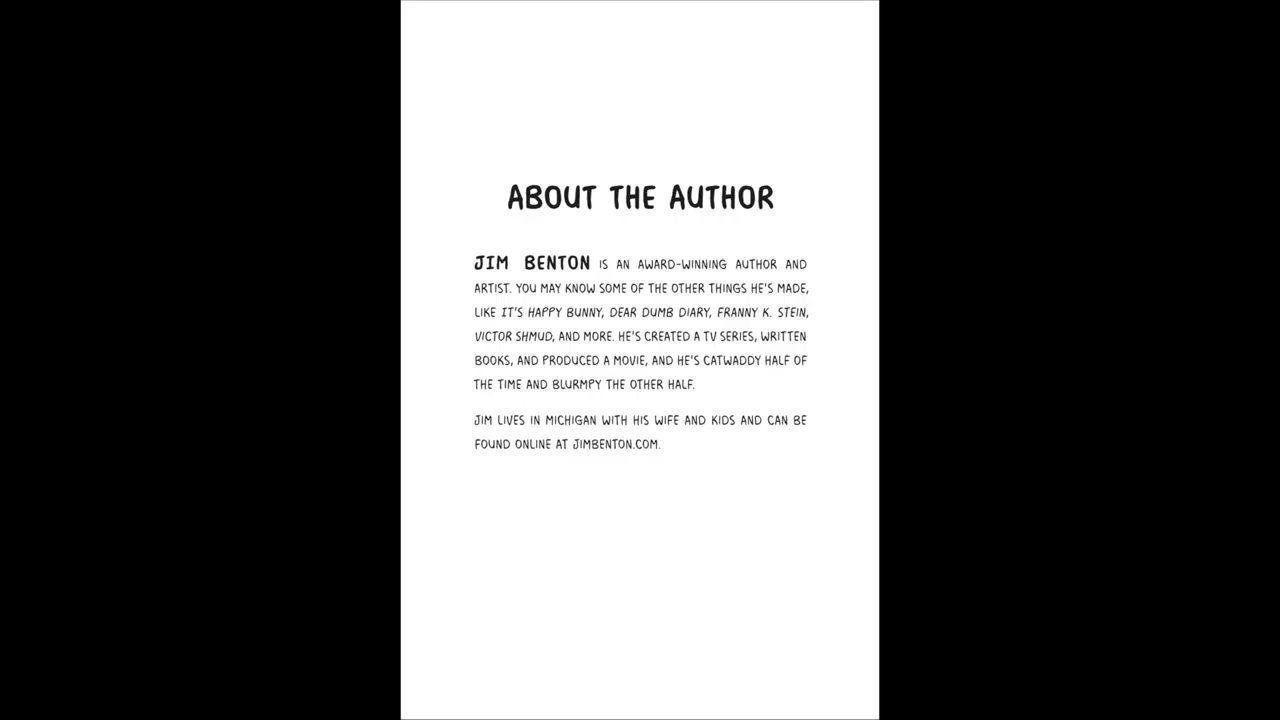 ABOUT THE AUTHOR
JIM BENTON IS AN AWARD-WINNING AUTHOR AND
ARTIST. YOU MAY KNOW SOME OF THE OTHER THINGS HE'S MADE,
LIKE IT'S HAPPY BUNNY, DEAR DUMB DIARY, FRANNY K. STEIN,
VICTOR SHMUD, AND MORE. HE'S CREATED A TV SERIES, WRITTEN
BOOKS, AND PRODUCED A MOVIE, AND HE'S CATWADDY HALF OF
THE TIME AND BLURMPY THE OTHER HALF.
JIM LIVES IN MICHIGAN WITH HIS WIFE AND KIDS AND CAN BE
FOUND ONLINE AT JIMBENTON.COM.